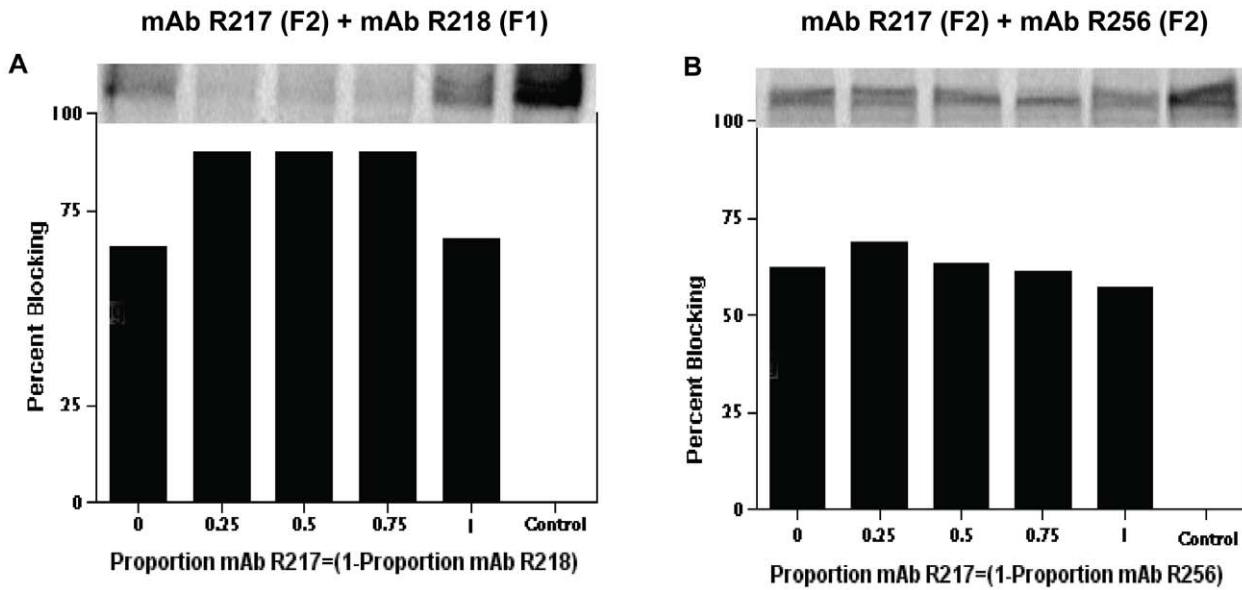 mAb R217 (F2) + mAb R218 (F1)
A
100
75
25
0
Percent Blocking
0 0.25 0.5 0.75 1 Control
Proportion mAb R217=(1-Proportion mAb R218)
mAb R217 (F2) + mAb R256 (F2)
B
100
75
50
25
0
Percent Blocking
0 0.25 0.5 0.75 1 Control
Proportion mAb R217=(1-Proportion mAb R256)